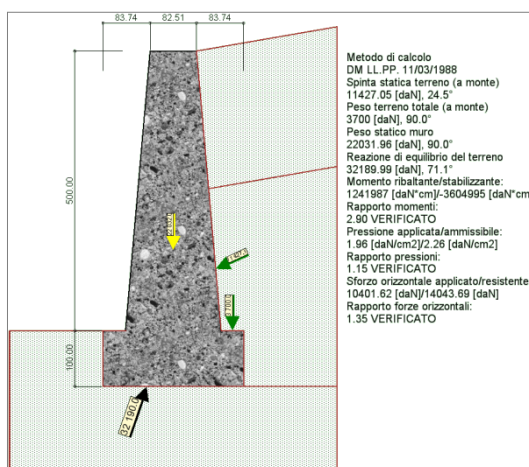 83.74 82.51 83.74
500.00
100.00
32 190.0
Metodo di calcolo
DM LL.PP. 11/03/1988
Spinta statica terreno (a monte)
11427.05 [daN], 24.5°
Peso terreno totale (a monte)
3700 [daN], 90.0°
Peso statico muro
22031.96 [daN], 90.0°
Reazione di equilibrio del terreno
32189.99 [daN], 71.1°
Momento ribaltante/stabilizzante:
1241987 [daN*cm]/-3604995 [daN*cm
Rapporto momenti:
2.90 VERIFICATO
Pressione applicata/ammissibile:
1.96 [daN/cm2]/2.26 [daN/cm2]
Rapporto pressioni:
1.15 VERIFICATO
Sforzo orizzontale applicato/resistente
10401.62 [daN]/14043.69 [daN]
Rapporto forze orizzontali:
1.35 VERIFICATO